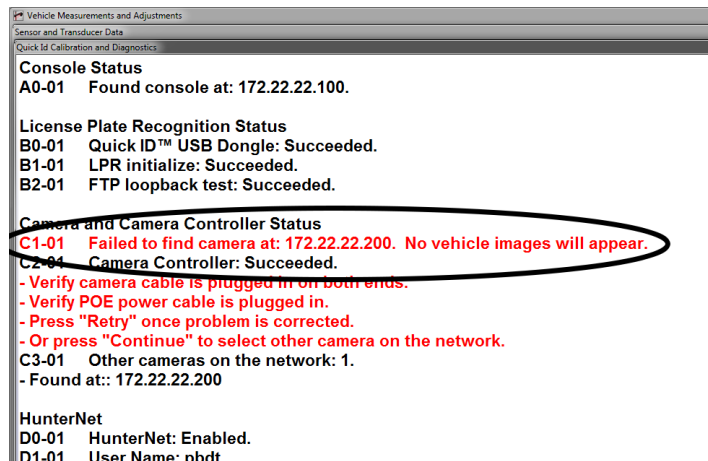 Vehicle Measurements and Adjustments
Sensor and Transducer Data
Quick Id Calibration and Diagnostics
Console Status
A0-01 Found console at: 172.22.22.100.
License Plate Recognition Status
B0-01 Quick ID™ USB Dongle: Succeeded.
B1-01 LPR initialize: Succeeded.
B2-01 FTP loopback test: Succeeded.
Camera and Camera Controller Status
C1-01 Failed to find camera at: 172.22.22.200. No vehicle images will appear.
C2-01 Camera Controller: Succeeded.
- Verify camera cable is plugged in on both ends.
- Verify POE power cable is plugged in.
- Press "Retry" once problem is corrected.
- Or press "Continue" to select other camera on the network.
C3-01 Other cameras on the network: 1.
- Found at:: 172.22.22.200
HunterNet
D0-01 HunterNet: Enabled.
D1-01 User Name: pbdt